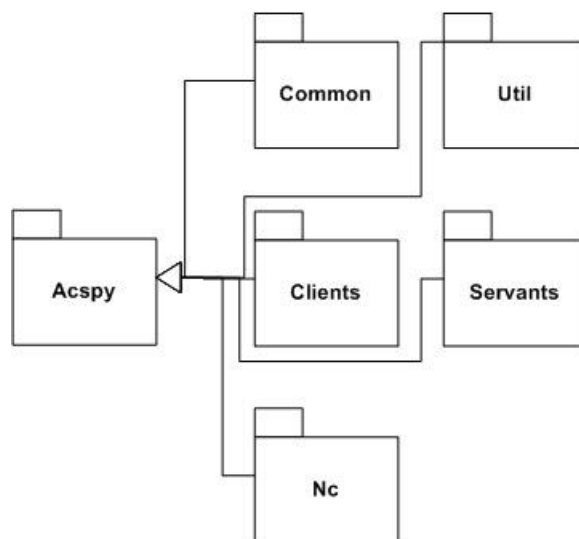 Common
Util
Acspy
Clients
Servants
Nc